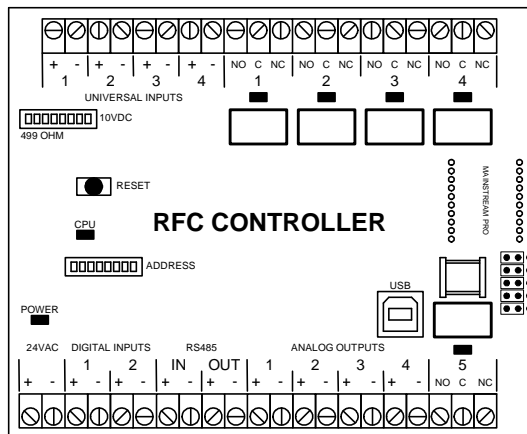 + - + - + - + - NO C NC NO C NC NO C NC NO C NC
1 2 3 4 1 2 3 4
UNIVERSAL INPUTS
10VDC
499 OHM
MAINSTREAM PRO
RESET
CPU
RFC CONTROLLER
ADDRESS
USB
POWER
24VAC DIGITAL INPUTS RS485 ANALOG OUTPUTS
1 2 IN OUT 1 2 3 4 5
+ - + - + - + - + - + - + - + - + - NO C NC